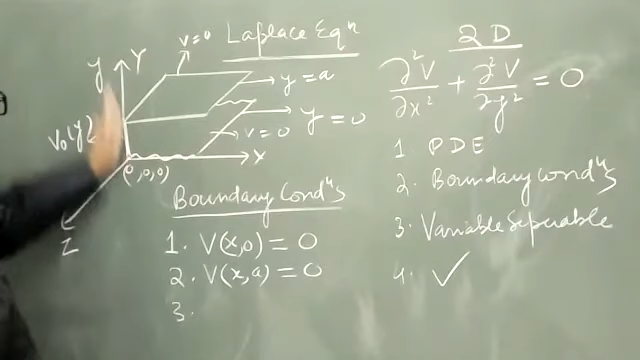 Laplace Eqⁿ
V=0
y
Y
y=a
y=0
V=0
V₀(y)
X
(0,0,0)
Z
Boundary Condⁿs
1. V(x,0) = 0
2. V(x,a) = 0
3.
2D
∂²V/∂x² + ∂²V/∂y² = 0
1. PDE
2. Boundary Condⁿs
3. Variable Seperable
4. ✓